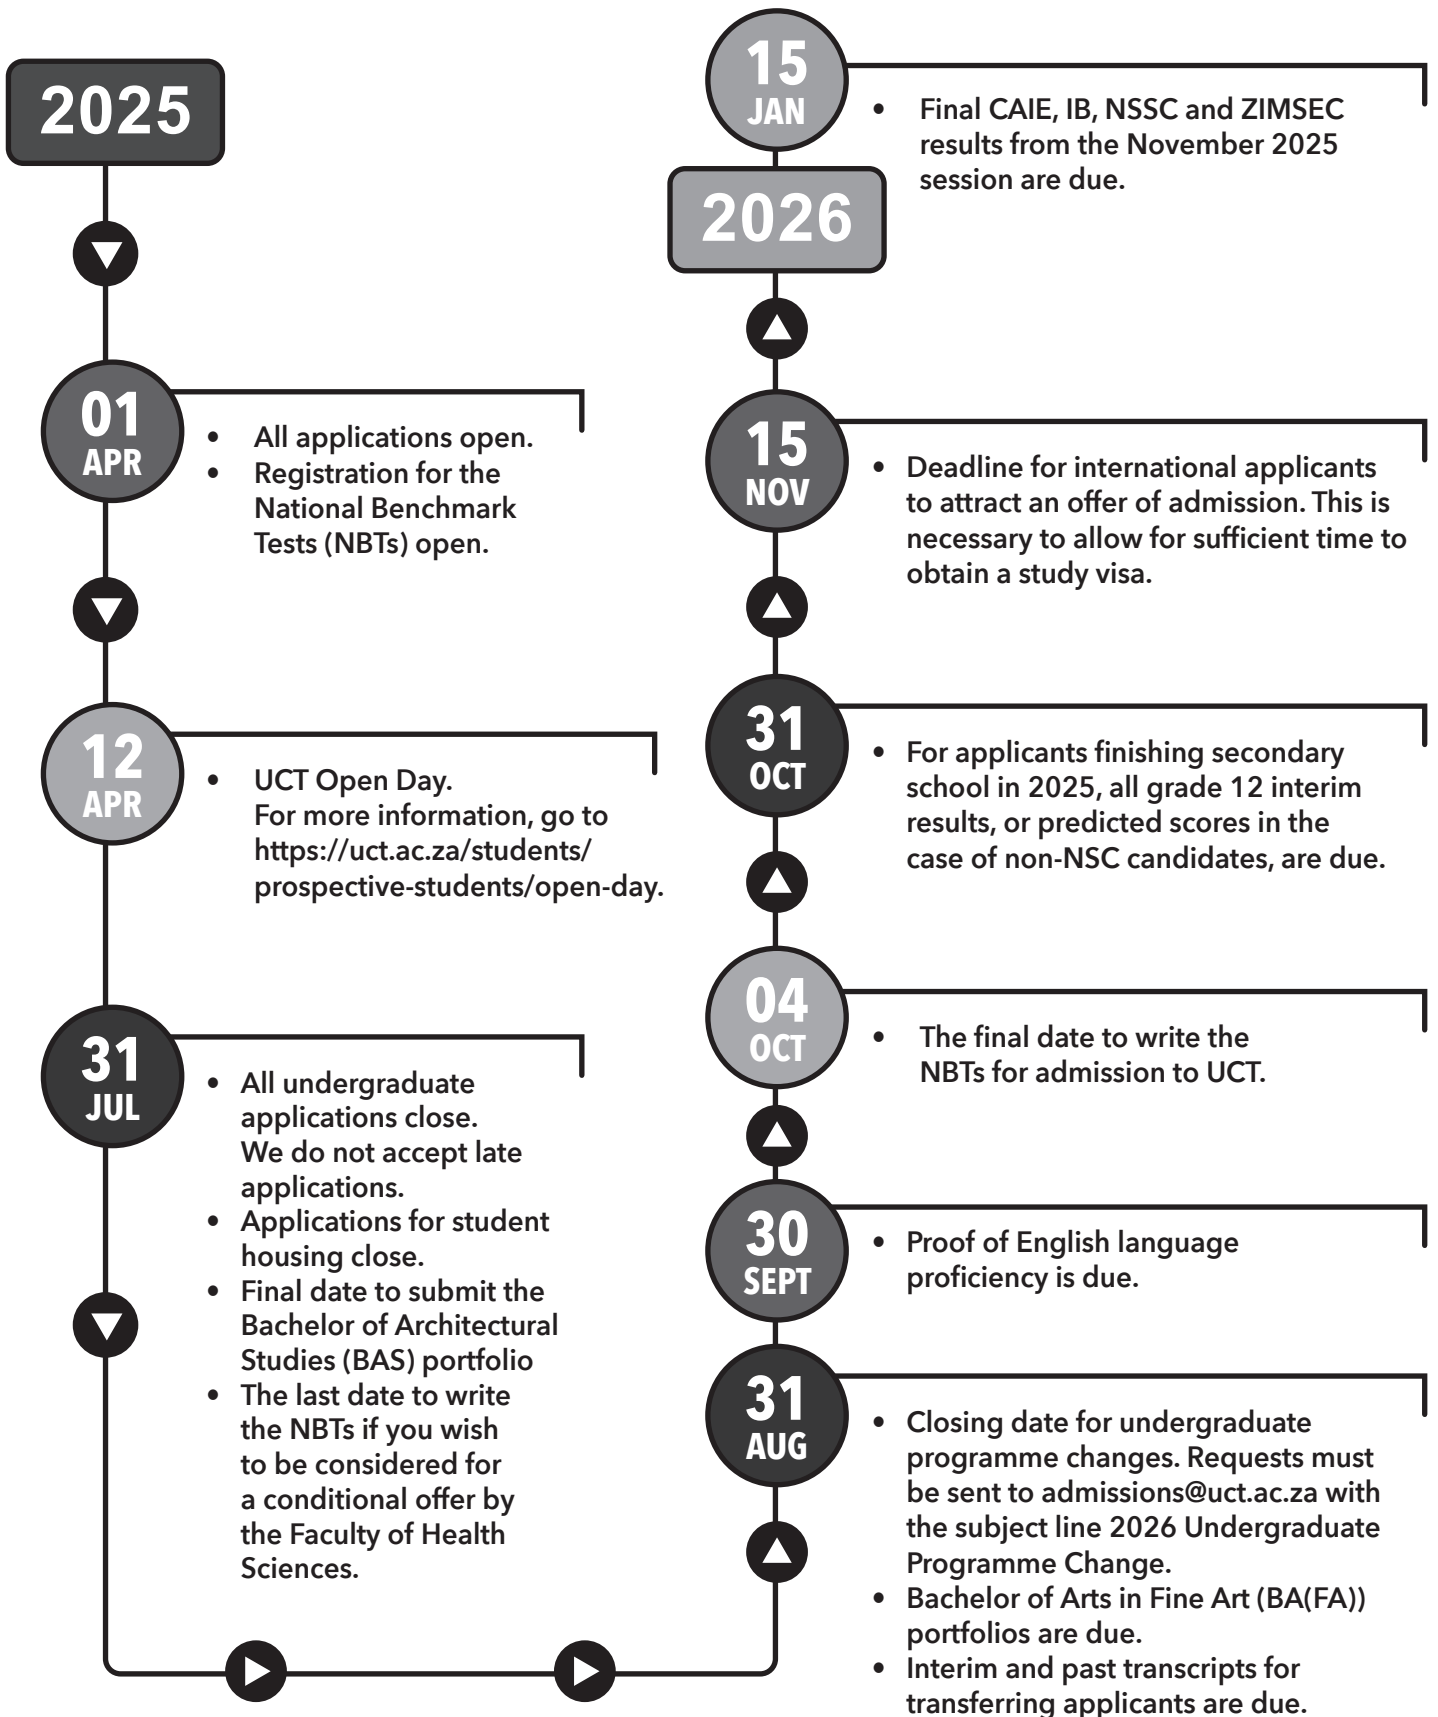 2025
01
APR
• All applications open.
• Registration for the
National Benchmark
Tests (NBTs) open.
12
APR
• UCT Open Day.
For more information, go to
https://uct.ac.za/students/
prospective-students/open-day.
31
JUL
• All undergraduate
applications close.
We do not accept late
applications.
• Applications for student
housing close.
• Final date to submit the
Bachelor of Architectural
Studies (BAS) portfolio
• The last date to write
the NBTs if you wish
to be considered for
a conditional offer by
the Faculty of Health
Sciences.
31
AUG
• Closing date for undergraduate
programme changes. Requests must
be sent to admissions@uct.ac.za with
the subject line 2026 Undergraduate
Programme Change.
• Bachelor of Arts in Fine Art (BA(FA))
portfolios are due.
• Interim and past transcripts for
transferring applicants are due.
30
SEPT
• Proof of English language
proficiency is due.
04
OCT
• The final date to write the
NBTs for admission to UCT.
31
OCT
• For applicants finishing secondary
school in 2025, all grade 12 interim
results, or predicted scores in the
case of non-NSC candidates, are due.
15
NOV
• Deadline for international applicants
to attract an offer of admission. This is
necessary to allow for sufficient time to
obtain a study visa.
2026
15
JAN
• Final CAIE, IB, NSSC and ZIMSEC
results from the November 2025
session are due.